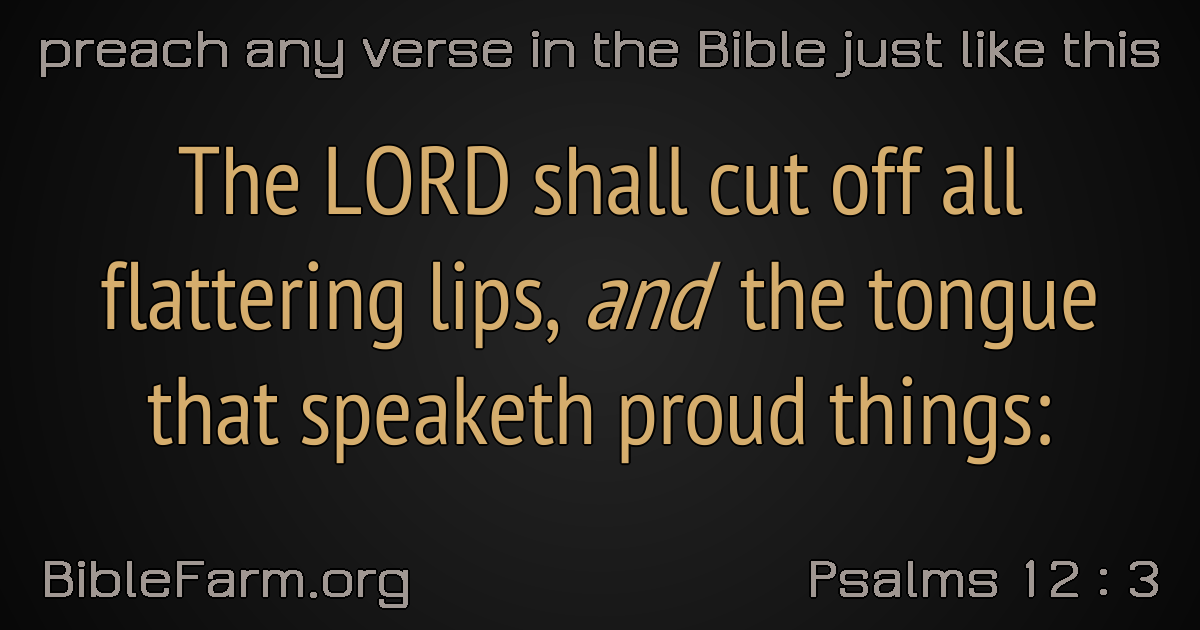 preach any verse in the Bible just like this
The LORD shall cut off all
flattering lips, and the tongue
that speaketh proud things:
BibleFarm.org
Psalms 12 : 3